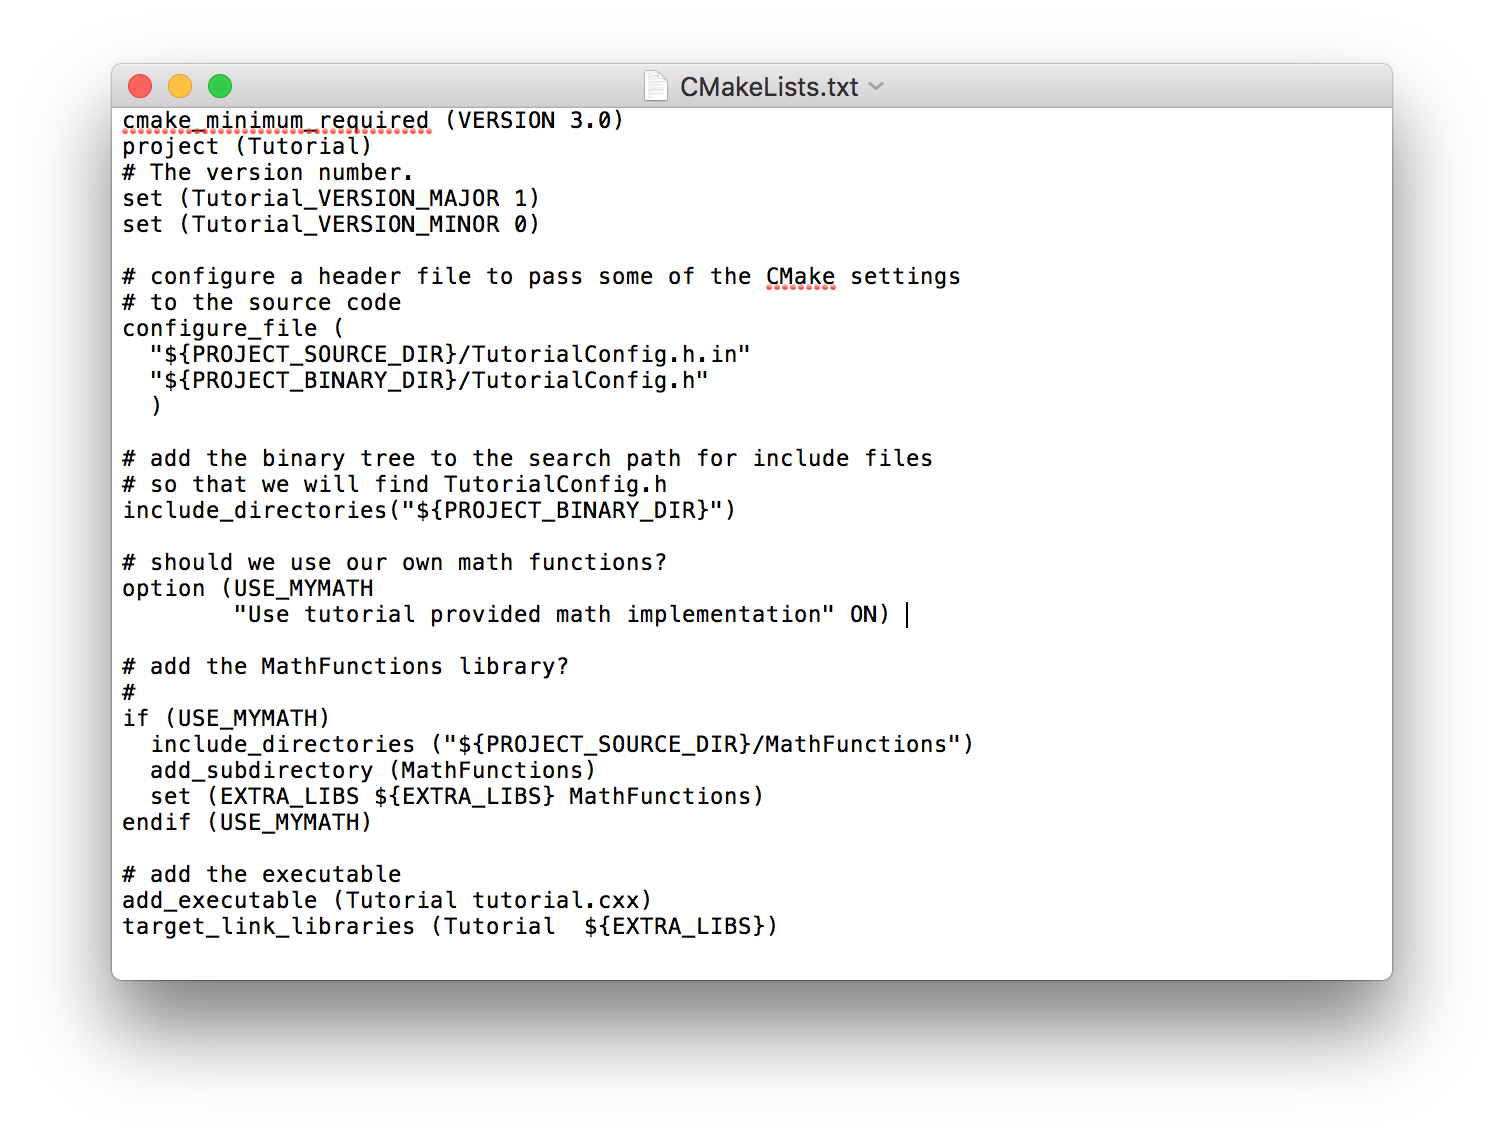 CMakeLists.txt
cmake_minimum_required (VERSION 3.0)
project (Tutorial)
# The version number.
set (Tutorial_VERSION_MAJOR 1)
set (Tutorial_VERSION_MINOR 0)

# configure a header file to pass some of the CMake settings
# to the source code
configure_file (
  "${PROJECT_SOURCE_DIR}/TutorialConfig.h.in"
  "${PROJECT_BINARY_DIR}/TutorialConfig.h"
  )

# add the binary tree to the search path for include files
# so that we will find TutorialConfig.h
include_directories("${PROJECT_BINARY_DIR}")

# should we use our own math functions?
option (USE_MYMATH
        "Use tutorial provided math implementation" ON)

# add the MathFunctions library?
#
if (USE_MYMATH)
  include_directories ("${PROJECT_SOURCE_DIR}/MathFunctions")
  add_subdirectory (MathFunctions)
  set (EXTRA_LIBS ${EXTRA_LIBS} MathFunctions)
endif (USE_MYMATH)

# add the executable
add_executable (Tutorial tutorial.cxx)
target_link_libraries (Tutorial  ${EXTRA_LIBS})